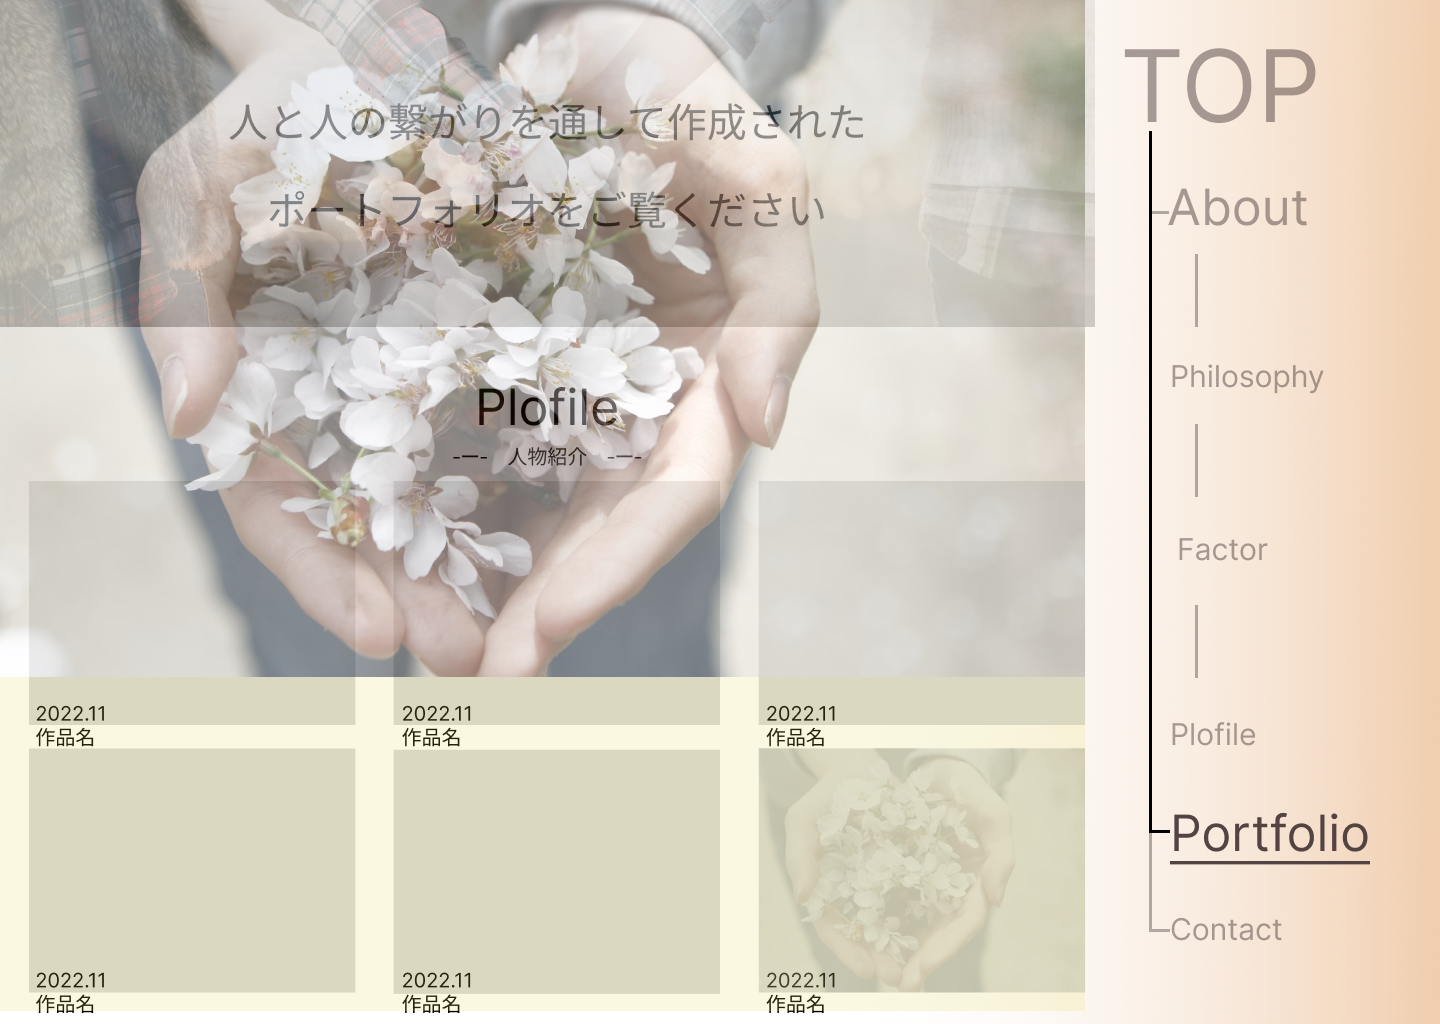 人と人の繋がりを通して作成された
ポートフォリオをご覧ください
Plofile
-ー-　人物紹介　-ー-
2022.11
作品名
2022.11
作品名
2022.11
作品名
2022.11
作品名
2022.11
作品名
2022.11
作品名
TOP
About
Philosophy
Factor
Plofile
Portfolio
Contact